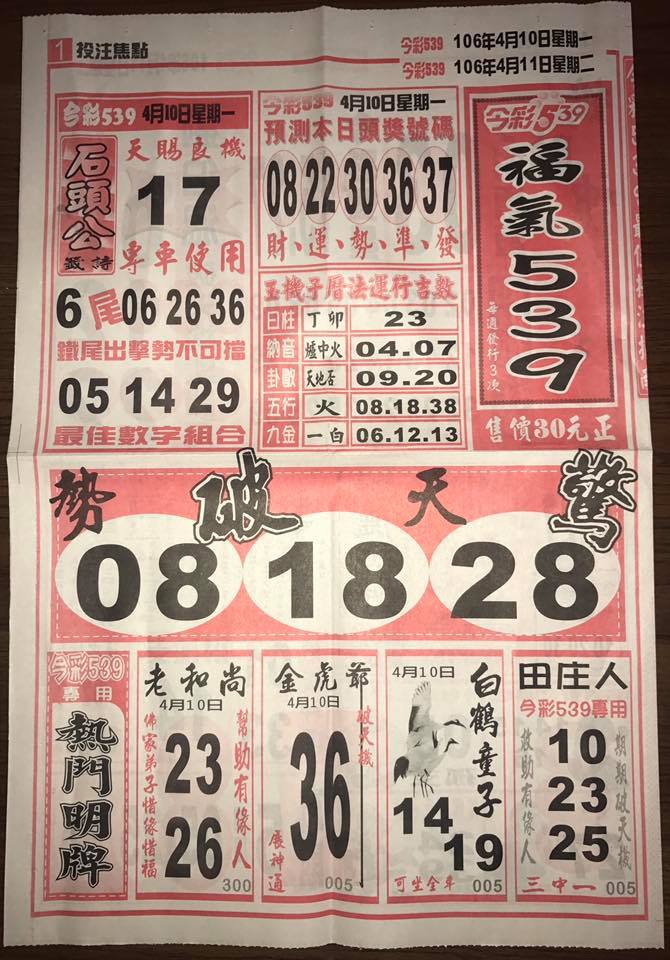 1 投注焦點
今彩539 106年4月10日星期一
今彩539 106年4月11日星期二
今彩539 4月10日星期一
石頭公
籤詩
天賜良機
17
專車使用
6尾 06 26 36
鐵尾出擊勢不可擋
05 14 29
最佳數字組合
今彩539 4月10日星期一
預測本日頭獎號碼
08 22 30 36 37
財、運、勢、準、發
玉機子曆法運行吉數
日柱 丁卯 23
納音 爐中火 04.07
卦歐 天地否 09.20
五行 火 08.18.38
九金 一白 06.12.13
今彩539
福氣539
每週發行3次
售價30元正
勢破天驚
08 18 28
今彩539
專用
熱門明牌
老和尚
4月10日
佛家弟子惜緣惜福
23
26
幫助有緣人
300
金虎爺
4月10日
破天機
36
展神通
005
4月10日
白鶴童子
14
19
可坐全車 005
田庄人
今彩539專用
救助有緣人
10
23
25
期期破天機
三中一 005